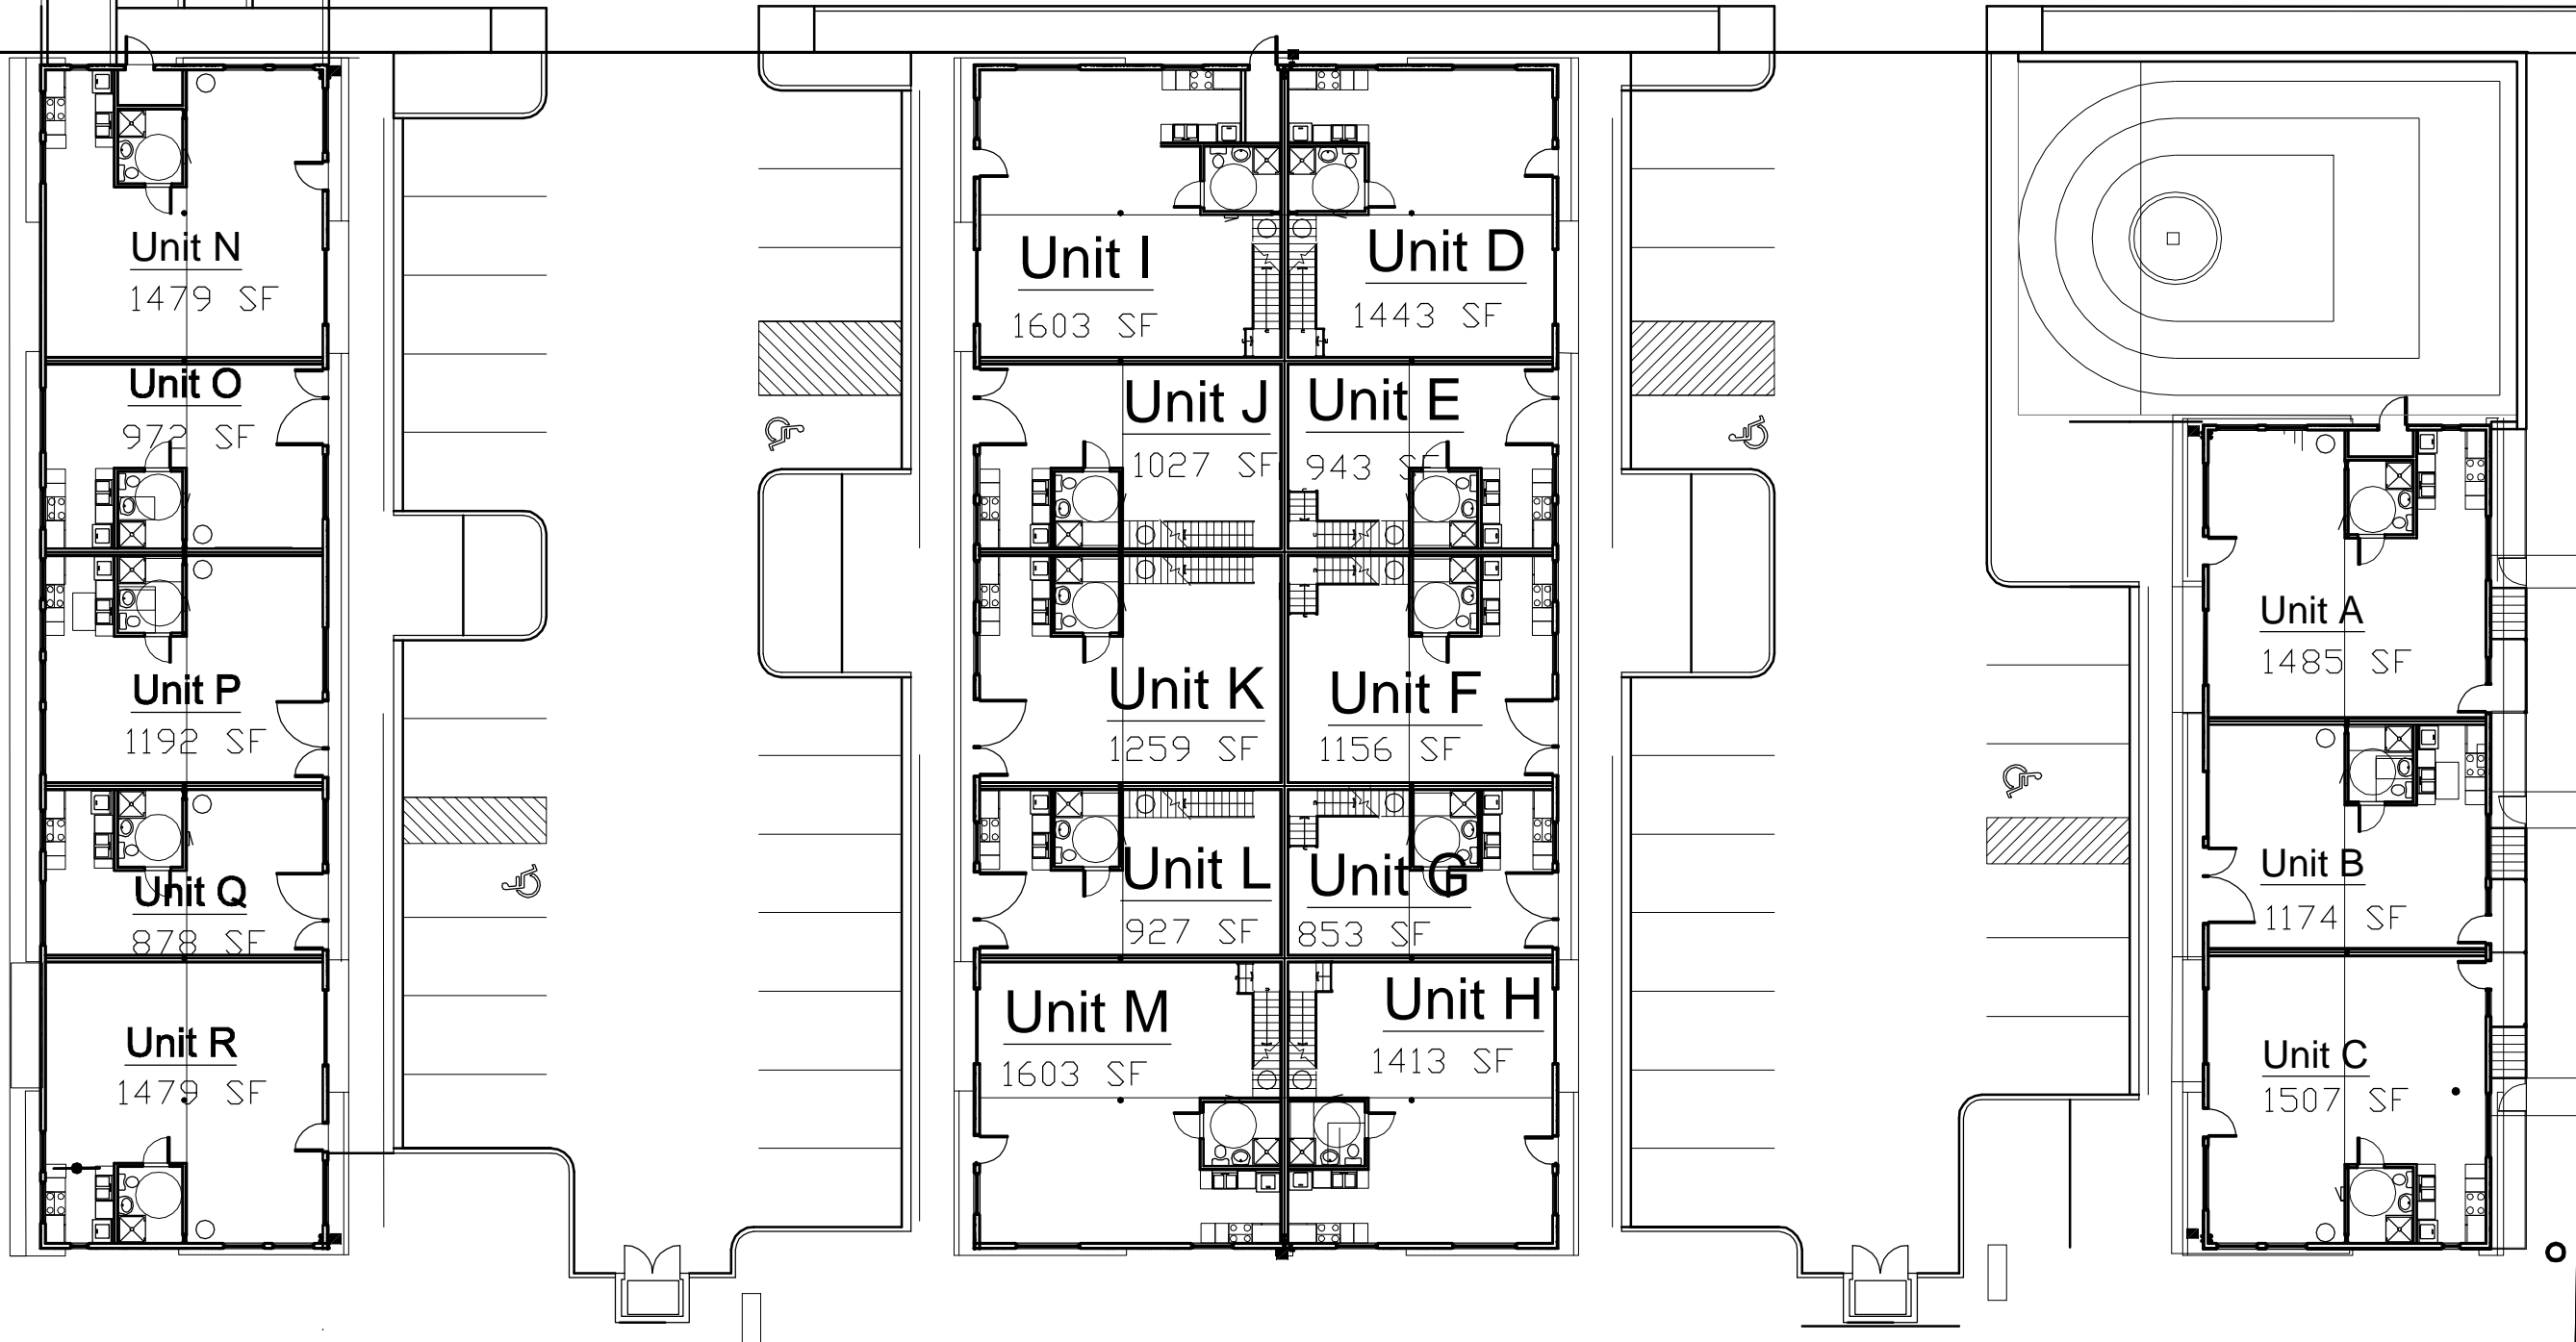 Unit N
1479 SF
Unit O
972 SF
Unit P
1192 SF
Unit Q
878 SF
Unit R
1479 SF
Unit I
1603 SF
Unit D
1443 SF
Unit J
1027 SF
Unit E
943 SF
Unit K
1259 SF
Unit F
1156 SF
Unit L
927 SF
Unit G
853 SF
Unit M
1603 SF
Unit H
1413 SF
Unit A
1485 SF
Unit B
1174 SF
Unit C
1507 SF